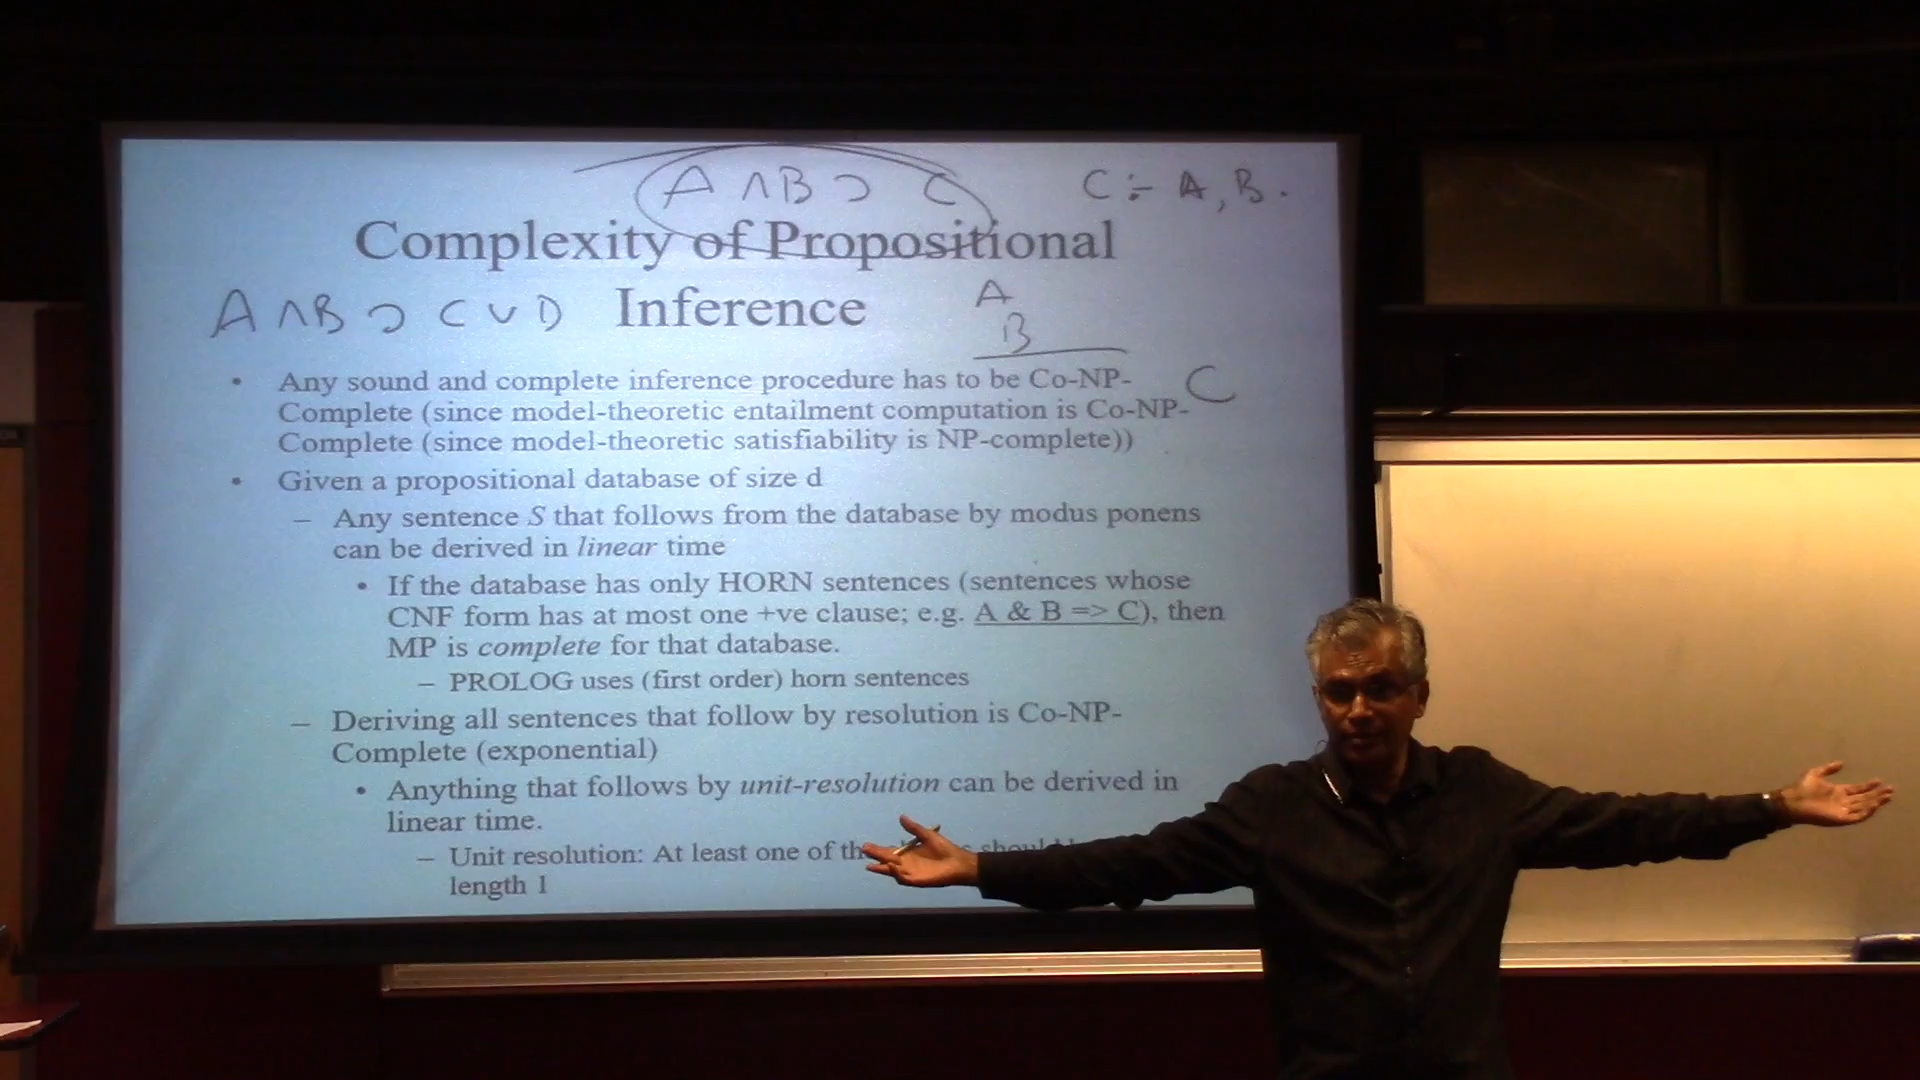 A ∧ B ⊃ C
C :- A, B.
Complexity of Propositional
A ∧ B ⊃ C ∨ D
Inference
A
B
C
• Any sound and complete inference procedure has to be Co-NP-
Complete (since model-theoretic entailment computation is Co-NP-
Complete (since model-theoretic satisfiability is NP-complete))
• Given a propositional database of size d
– Any sentence S that follows from the database by modus ponens
can be derived in linear time
• If the database has only HORN sentences (sentences whose
CNF form has at most one +ve clause; e.g. A & B => C), then
MP is complete for that database.
– PROLOG uses (first order) horn sentences
– Deriving all sentences that follow by resolution is Co-NP-
Complete (exponential)
• Anything that follows by unit-resolution can be derived in
linear time.
– Unit resolution: At least one of should
length 1